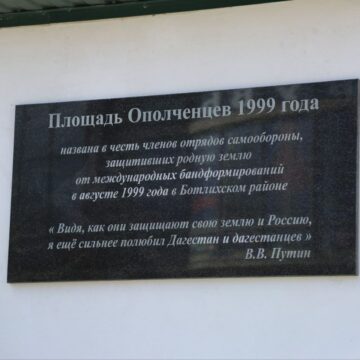 Площадь Ополченцев 1999 года
названа в честь членов отрядов самообороны,
защитивших родную землю
от международных бандформирований
в августе 1999 года в Ботлихском районе
« Видя, как они защищают свою землю и Россию,
я ещё сильнее полюбил Дагестан и дагестанцев »
В.В. Путин